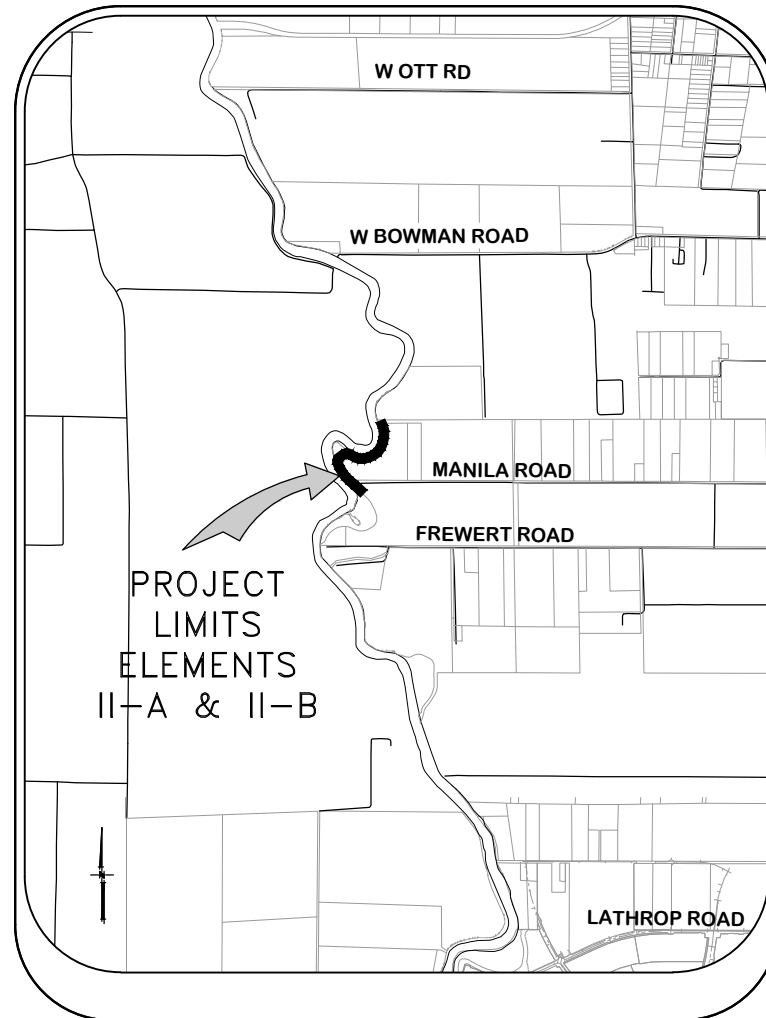 W OTT RD
W BOWMAN ROAD
MANILA ROAD
FREWERT ROAD
PROJECT
LIMITS
ELEMENTS
II-A & II-B
LATHROP ROAD